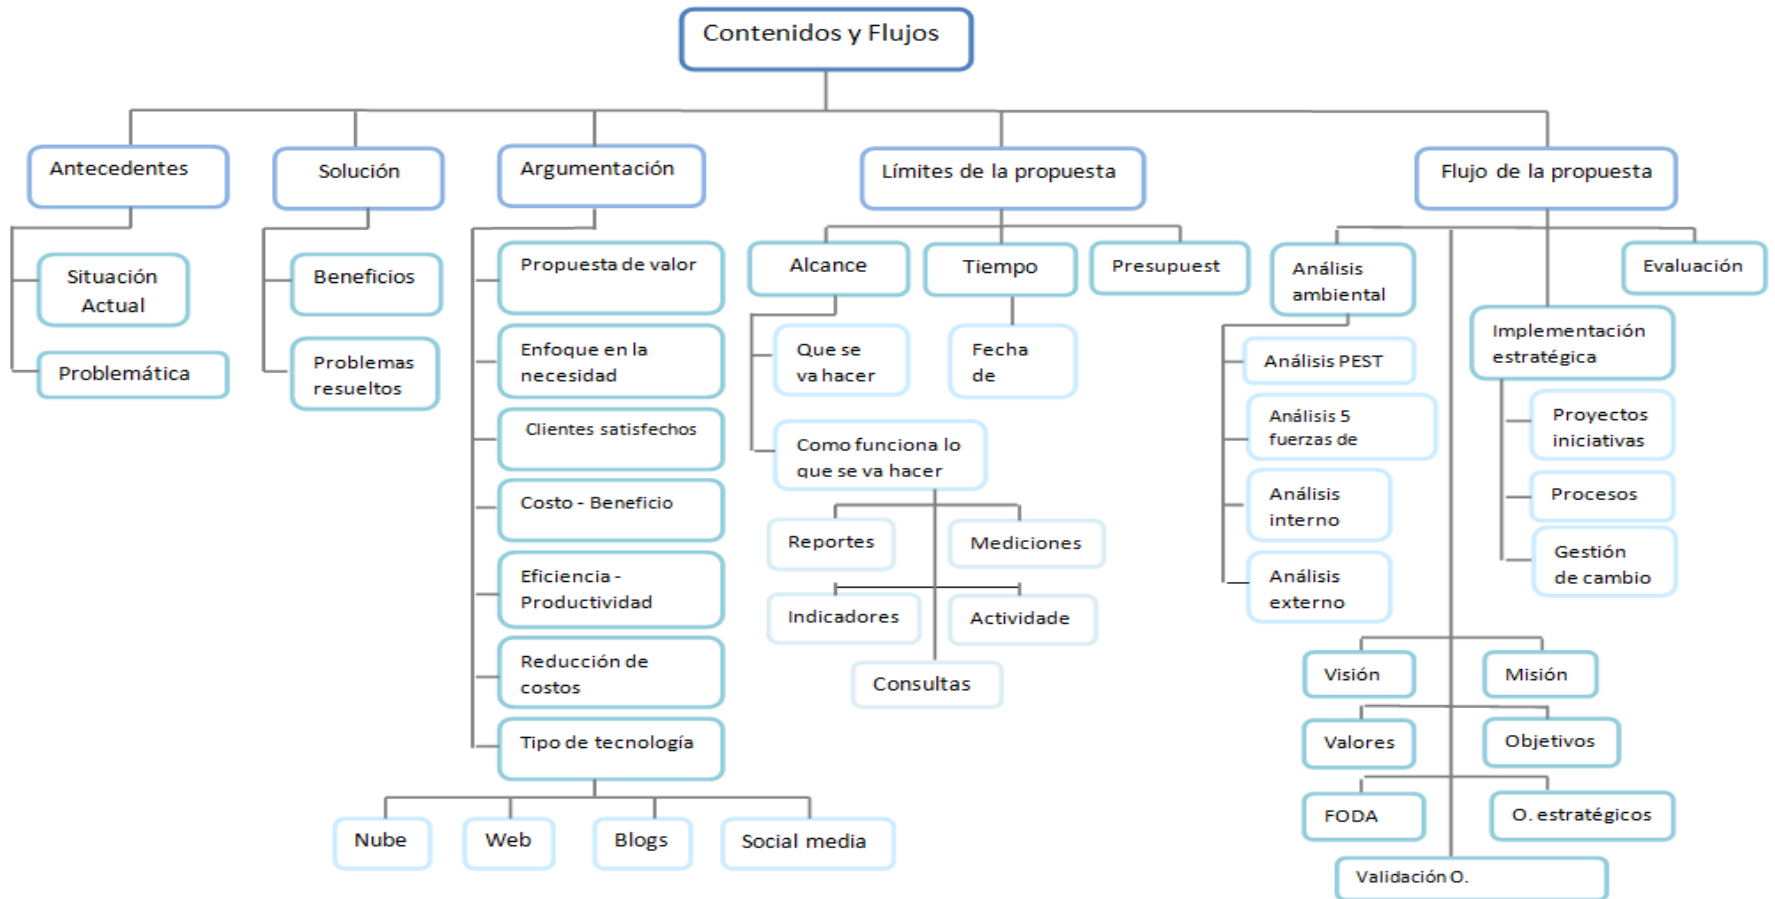 Contenidos y Flujos
Antecedentes
Situación
Actual
Problemática
Solución
Beneficios
Problemas
resueltos
Argumentación
Propuesta de valor
Enfoque en la
necesidad
Clientes satisfechos
Costo - Beneficio
Eficiencia -
Productividad
Reducción de
costos
Tipo de tecnología
Nube
Web
Blogs
Social media
Límites de la propuesta
Alcance
Que se
va hacer
Como funciona lo
que se va hacer
Reportes
Mediciones
Indicadores
Actividade
Consultas
Tiempo
Fecha
de
Presupuest
Flujo de la propuesta
Análisis
ambiental
Análisis PEST
Análisis 5
fuerzas de
Análisis
interno
Análisis
externo
Visión
Misión
Valores
Objetivos
FODA
O. estratégicos
Validación O.
Implementación
estratégica
Proyectos
iniciativas
Procesos
Gestión
de cambio
Evaluación